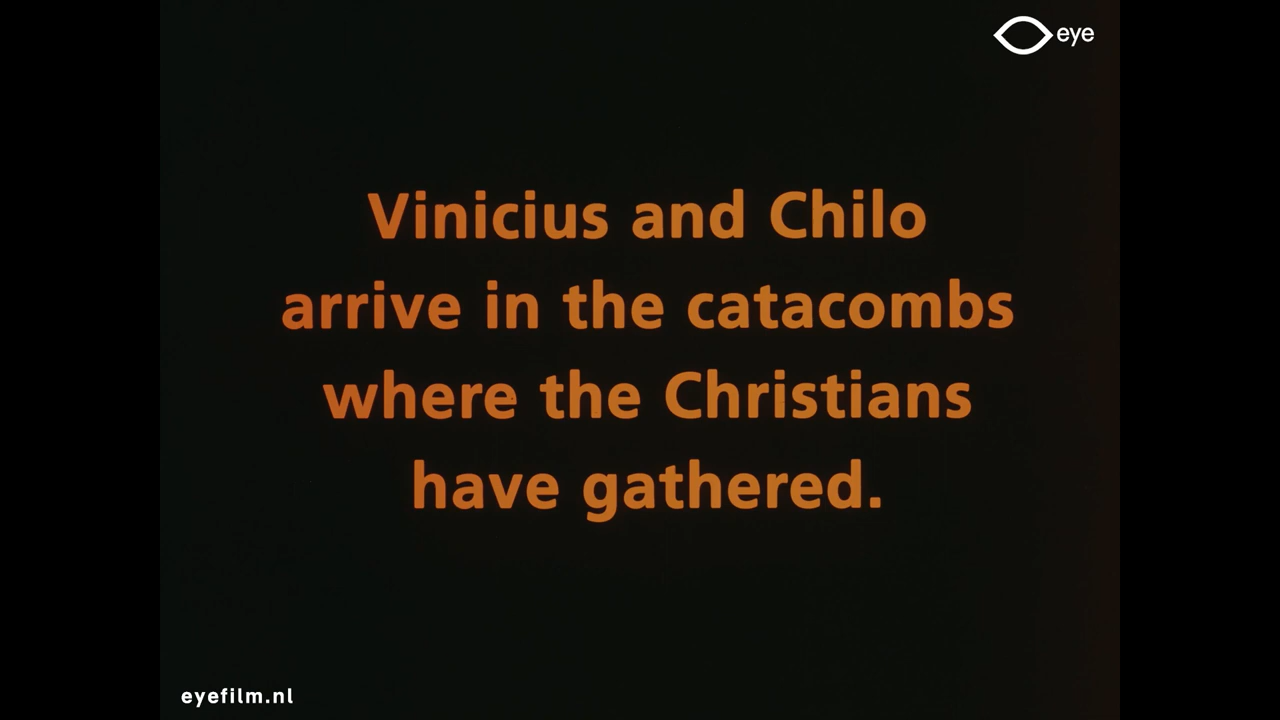 eye
Vinicius and Chilo
arrive in the catacombs
where the Christians
have gathered.
eyefilm.nl